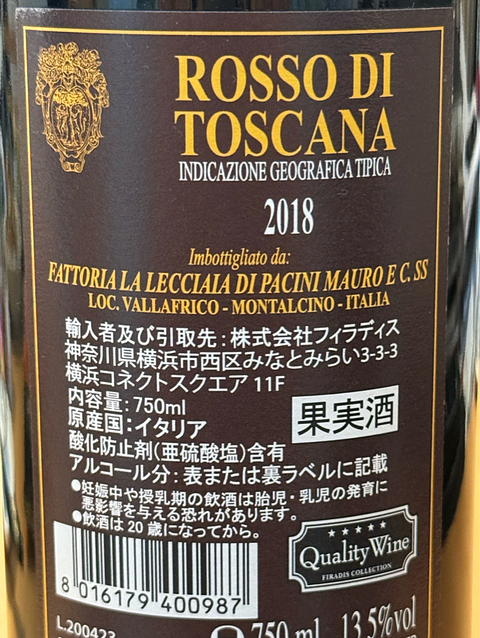 ROSSO DI
TOSCANA
INDICAZIONE GEOGRAFICA TIPICA
2018
Imbottigliato da:
FATTORIA LA LECCIAIA DI PACINI MAURO E C. SS
LOC. VALLAFRICO - MONTALCINO - ITALIA
輸入者及び引取先：株式会社フィラディス
神奈川県横浜市西区みなとみらい3-3-3
横浜コネクトスクエア 11F
内容量：750ml
原産国：イタリア
果実酒
酸化防止剤(亜硫酸塩)含有
アルコール分：表または裏ラベルに記載
●妊娠中や授乳期の飲酒は胎児・乳児の発育に
悪影響を与える恐れがあります。
●飲酒は20歳になってから。
Quality Wine
FIRADIS COLLECTION
8 016179 400987
L.200423
750 ml 13.5%vol